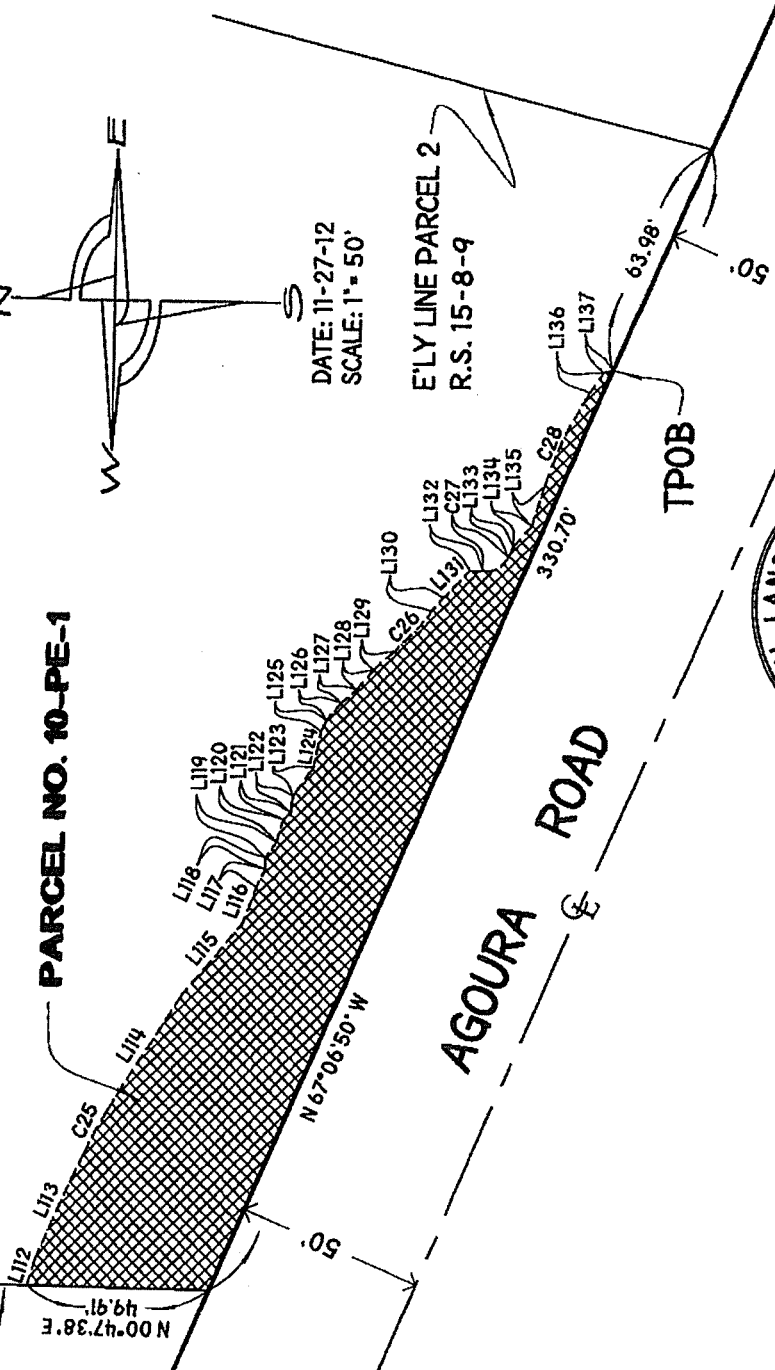 N
E
W
S
PARCEL NO. 10-PE-1
DATE: 11-27-12
SCALE: 1"= 50'
E'LY LINE PARCEL 2
R.S. 15-8-9
L112
L113
C25
L114
L115
L116
L117
L118
L119
L120
L121
L122
L123
L124
L125
L126
L127
L128
L129
C26
L130
L131
L132
C27
L133
L134
L135
C28
L136
L137
N 00°47'38" E
49.91'
N 67°06'50" W
330.70'
63.98'
50'
50'
TPOB
AGOURA ROAD
CL